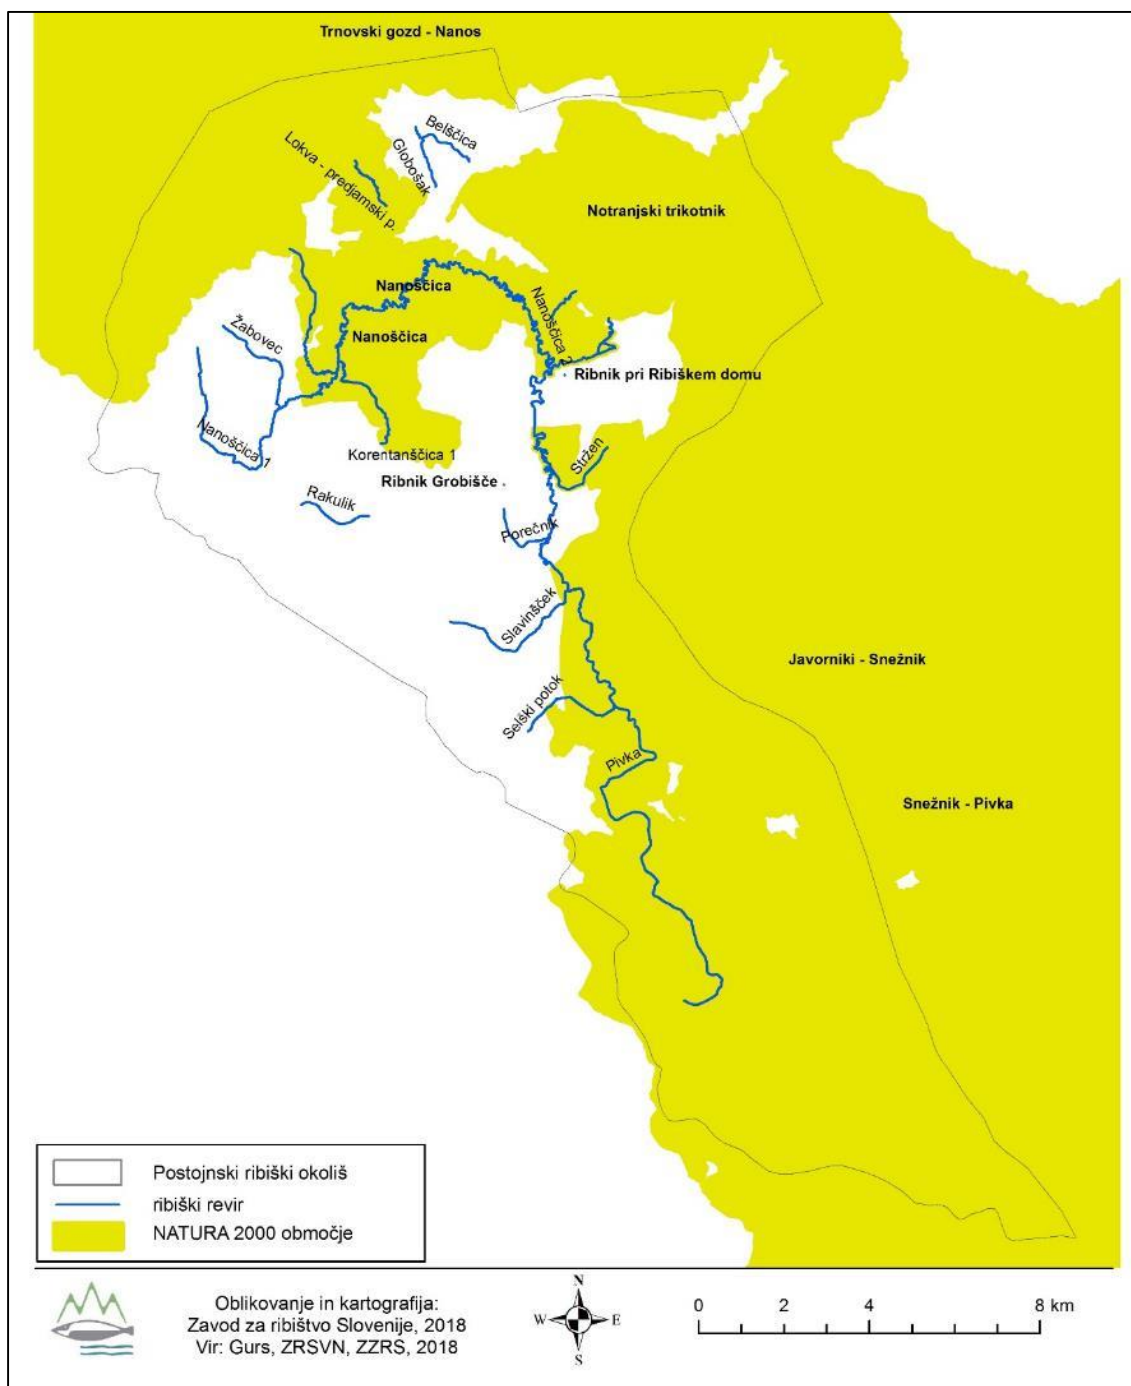 Trnovski gozd - Nanos
Belščica
Globošak
Lokva - predjamski p.
Notranjski trikotnik
Nanoščica
Nanoščica 2
Žabovec
Nanoščica
Ribnik pri Ribiškem domu
Nanoščica 1
Korentanščica 1
Stržen
Ribnik Grobišče
Rakulik
Porečnik
Slavinšček
Javorniki - Snežnik
Selški potok
Pivka
Snežnik - Pivka
Postojnski ribiški okoliš
ribiški revir
NATURA 2000 območje
Oblikovanje in kartografija:
Zavod za ribištvo Slovenije, 2018
Vir: Gurs, ZRSVN, ZZRS, 2018
N
W E
S
0 2 4 8 km